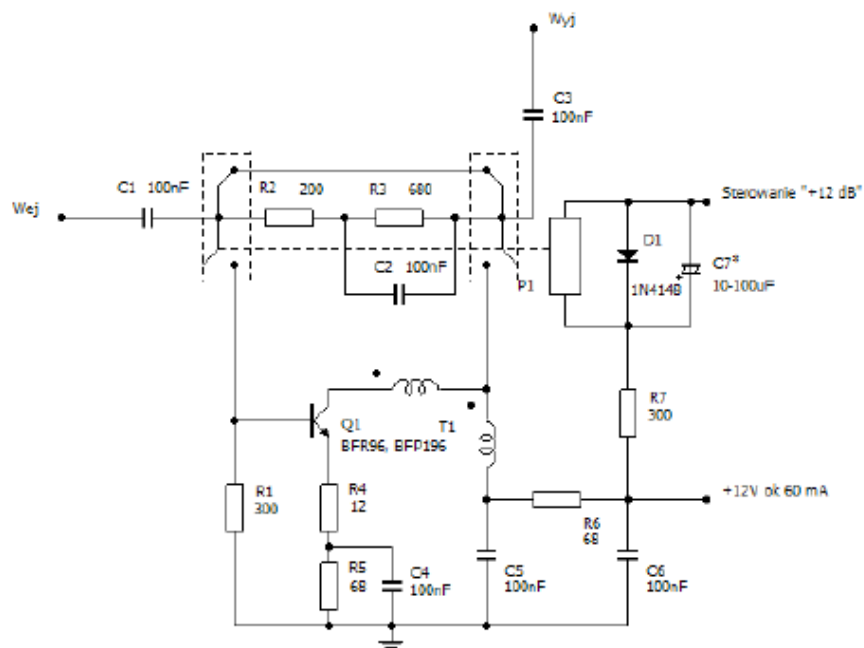 Wyj
C3
100nF
C1 100nF
R2 200
R3 680
Wej
Sterowanie "+12 dB"
D1
C2 100nF
P1
1N4148
C7*
10-100uF
+
R7
300
Q1
BFR96, BFP196
T1
R1
300
R4
12
+12V ok 60 mA
R6
68
R5
68
C4
100nF
C5
100nF
C6
100nF